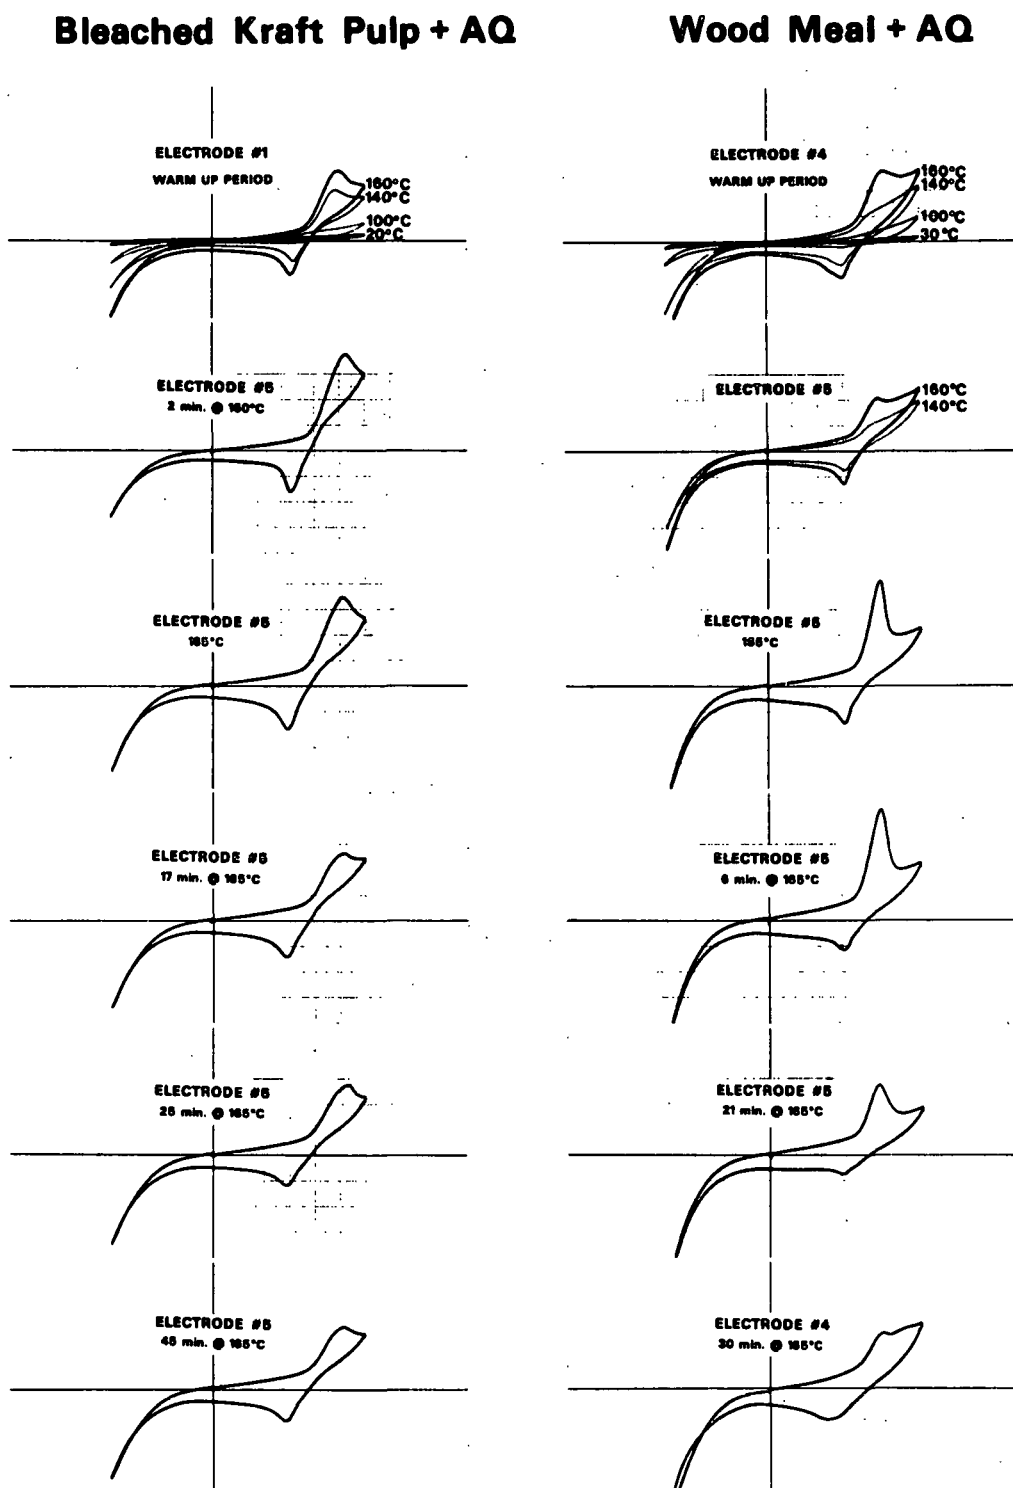 Bleached Kraft Pulp + AQ
ELECTRODE #1
WARM UP PERIOD
160°C
140°C
100°C
20°C
ELECTRODE #5
2 min. @ 160°C
ELECTRODE #5
165°C
ELECTRODE #5
17 min. @ 165°C
ELECTRODE #5
25 min. @ 165°C
ELECTRODE #5
45 min. @ 165°C
Wood Meal + AQ
ELECTRODE #4
WARM UP PERIOD
160°C
140°C
100°C
30°C
ELECTRODE #5
160°C
140°C
ELECTRODE #5
165°C
ELECTRODE #5
6 min. @ 165°C
ELECTRODE #5
21 min. @ 165°C
ELECTRODE #4
30 min. @ 165°C